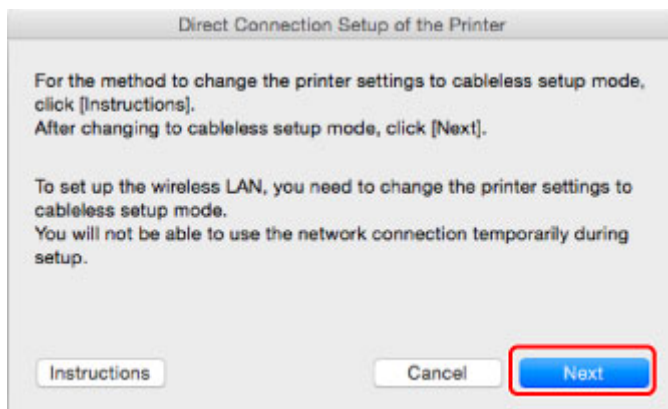 Direct Connection Setup of the Printer
For the method to change the printer settings to cableless setup mode,
click [Instructions].
After changing to cableless setup mode, click [Next].
To set up the wireless LAN, you need to change the printer settings to
cableless setup mode.
You will not be able to use the network connection temporarily during
setup.
Instructions Cancel Next